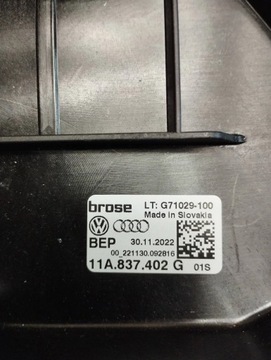 brose LT: G71029-100
Made in Slovakia
BEP 30.11.2022
00_221130.092816
11A.837.402 G 01S